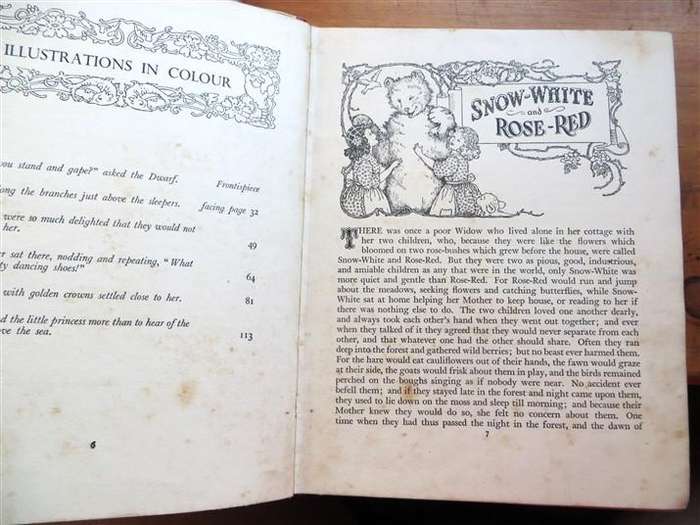 ILLUSTRATIONS IN COLOUR
you stand and gape?" asked the Dwarf. Frontispiece
ong the branches just above the sleepers. facing page 32
were so much delighted that they would not
her. 49
er sat there, nodding and repeating, "What
ty dancing shoes!" 64
with golden crowns settled close to her. 81
nd the little princess more than to hear of the
ve the sea. 113
6
SNOW-WHITE
and
ROSE-RED
THERE was once a poor Widow who lived alone in her cottage with
her two children, who, because they were like the flowers which
bloomed on two rose-bushes which grew before the house, were called
Snow-White and Rose-Red. But they were two as pious, good, industrious,
and amiable children as any that were in the world, only Snow-White was
more quiet and gentle than Rose-Red. For Rose-Red would run and jump
about the meadows, seeking flowers and catching butterflies, while Snow-
White sat at home helping her Mother to keep house, or reading to her if
there was nothing else to do. The two children loved one another dearly,
and always took each other's hand when they went out together; and ever
when they talked of it they agreed that they would never separate from each
other, and that whatever one had the other should share. Often they ran
deep into the forest and gathered wild berries; but no beast ever harmed them.
For the hare would eat cauliflowers out of their hands, the fawn would graze
at their side, the goats would frisk about them in play, and the birds remained
perched on the boughs singing as if nobody were near. No accident ever
befell them; and if they stayed late in the forest and night came upon them,
they used to lie down on the moss and sleep till morning; and because their
Mother knew they would do so, she felt no concern about them. One
time when they had thus passed the night in the forest, and the dawn of
7